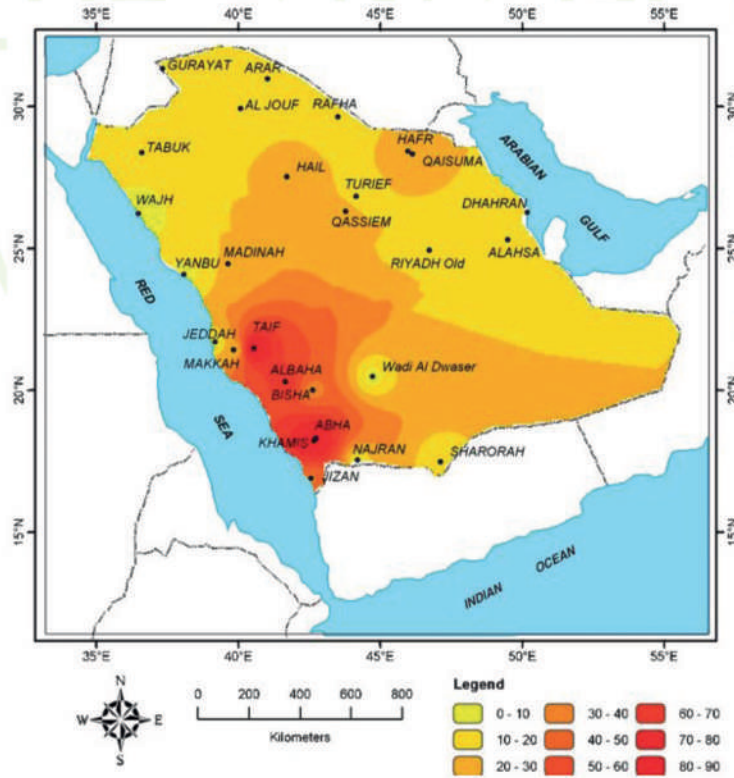 35°E 40°E 45°E 50°E 55°E
30°N 30°N
25°N 25°N
20°N 20°N
15°N 15°N
GURAYAT
ARAR
AL JOUF
RAFHA
TABUK
HAFR
QAISUMA
HAIL
TURIEF
WAJH
QASSIEM
DHAHRAN
ARABIAN
GULF
YANBU
MADINAH
RIYADH Old
ALAHSA
RED
SEA
JEDDAH
TAIF
MAKKAH
ALBAHA
BISHA
Wadi Al Dwaser
ABHA
KHAMIS
NAJRAN
SHARORAH
JIZAN
INDIAN OCEAN
35°E 40°E 45°E 50°E 55°E
N
W E
S
0 200 400 600 800
Kilometers
Legend
0 - 10 30 - 40 60 - 70
10 - 20 40 - 50 70 - 80
20 - 30 50 - 60 80 - 90